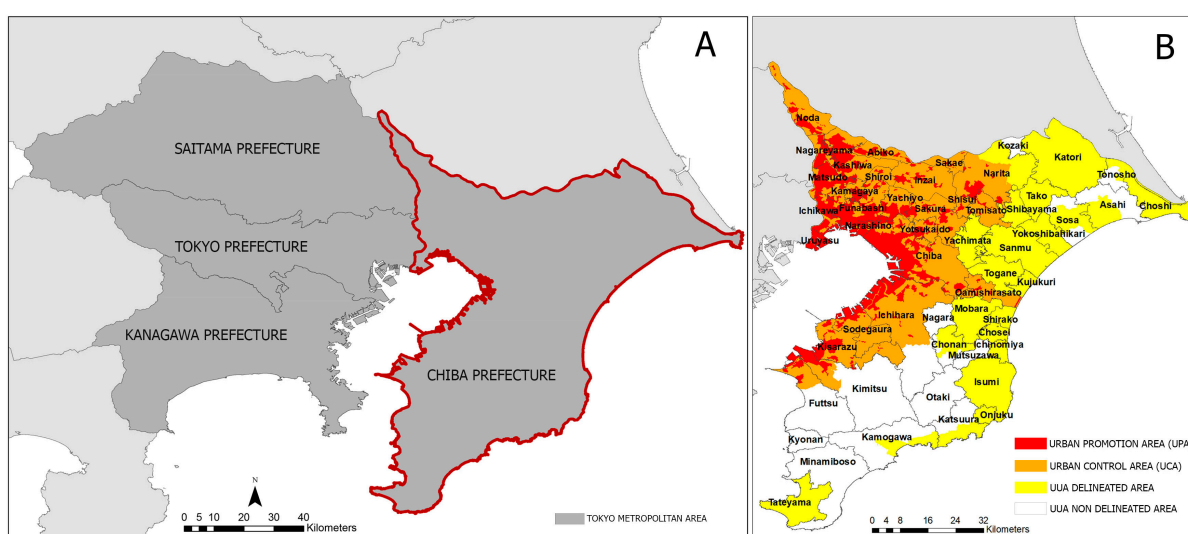 A
SAITAMA PREFECTURE
TOKYO PREFECTURE
KANAGAWA PREFECTURE
CHIBA PREFECTURE
N
0 5 10 20 30 40
Kilometers
TOKYO METROPOLITAN AREA
B
Noda
Nagareyama
Abiko
Kashiwa
Matsudo
Shiroi
Inzai
Sakae
Narita
Kozaki
Katori
Tonosho
Kamagaya
Yachiyo
Shisui
Tako
Asahi
Choshi
Ichikawa
Funabashi
Sakura
Tomisato
Shibayama
Sosa
Narashino
Yotsukaido
Yokoshibahikari
Uruyasu
Yachimata
Sanmu
Chiba
Togane
Kujukuri
Oamishirasato
Ichihara
Nagara
Mobara
Shirako
Sodegaura
Chosei
Kisarazu
Chonan
Ichinomiya
Mutsuzawa
Isumi
Kimitsu
Otaki
Futtsu
Katsuura
Onjuku
Kyonan
Kamogawa
Minamiboso
Tateyama
URBAN PROMOTION AREA (UPA
URBAN CONTROL AREA (UCA)
UUA DELINEATED AREA
UUA NON DELINEATED AREA
0 4 8 16 24 32
Kilometers